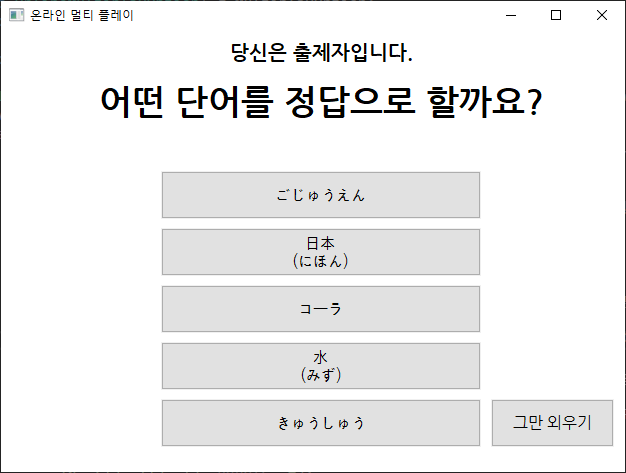 온라인 멀티 플레이
당신은 출제자입니다.
어떤 단어를 정답으로 할까요?
ごじゅうえん
日本
(にほん)
コーラ
水
(みず)
きゅうしゅう
그만 외우기